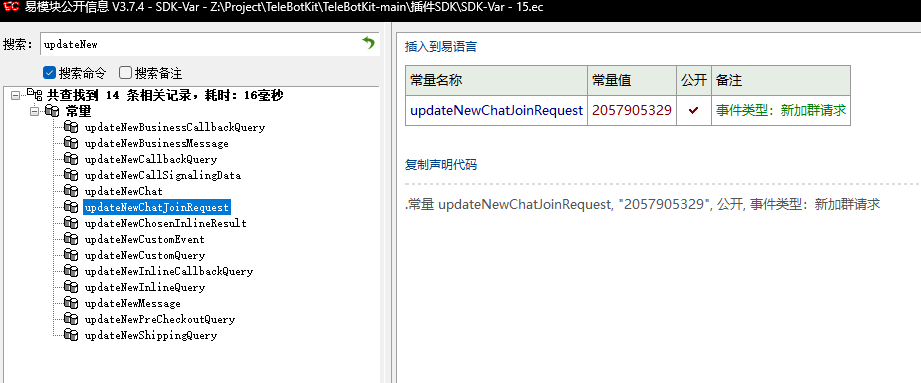 易模块公开信息 V3.7.4 - SDK-Var - Z:\Project\TeleBotKit\TeleBotKit-main\插件SDK\SDK-Var - 15.ec
搜索: updateNew
搜索命令 搜索备注
共查找到 14 条相关记录，耗时：16毫秒
常量
updateNewBusinessCallbackQuery
updateNewBusinessMessage
updateNewCallbackQuery
updateNewCallSignalingData
updateNewChat
updateNewChatJoinRequest
updateNewChosenInlineResult
updateNewCustomEvent
updateNewCustomQuery
updateNewInlineCallbackQuery
updateNewInlineQuery
updateNewMessage
updateNewPreCheckoutQuery
updateNewShippingQuery
插入到易语言
常量名称 常量值 公开 备注
updateNewChatJoinRequest 2057905329 ✓ 事件类型：新加群请求
复制声明代码
.常量 updateNewChatJoinRequest, "2057905329", 公开, 事件类型：新加群请求